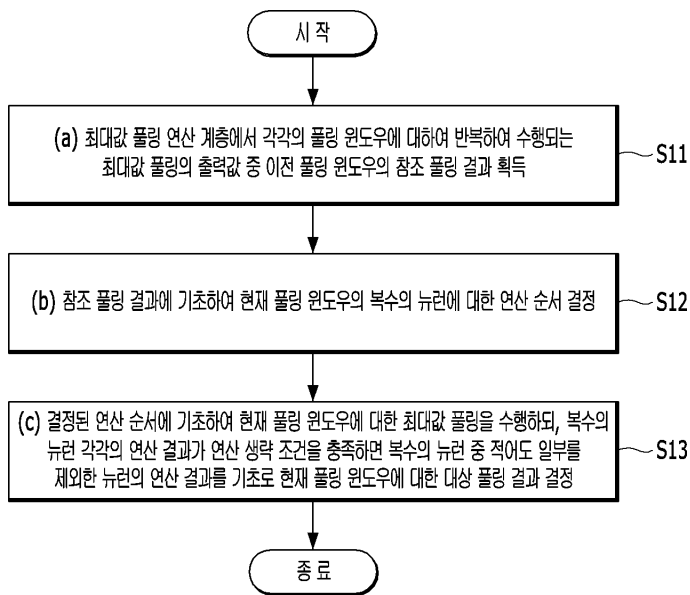 시 작
(a) 최대값 풀링 연산 계층에서 각각의 풀링 윈도우에 대하여 반복하여 수행되는
최대값 풀링의 출력값 중 이전 풀링 윈도우의 참조 풀링 결과 획득
S11
(b) 참조 풀링 결과에 기초하여 현재 풀링 윈도우의 복수의 뉴런에 대한 연산 순서 결정
S12
(c) 결정된 연산 순서에 기초하여 현재 풀링 윈도우에 대한 최대값 풀링을 수행하되, 복수의
뉴런 각각의 연산 결과가 연산 생략 조건을 충족하면 복수의 뉴런 중 적어도 일부를
제외한 뉴런의 연산 결과를 기초로 현재 풀링 윈도우에 대한 대상 풀링 결과 결정
S13
종 료